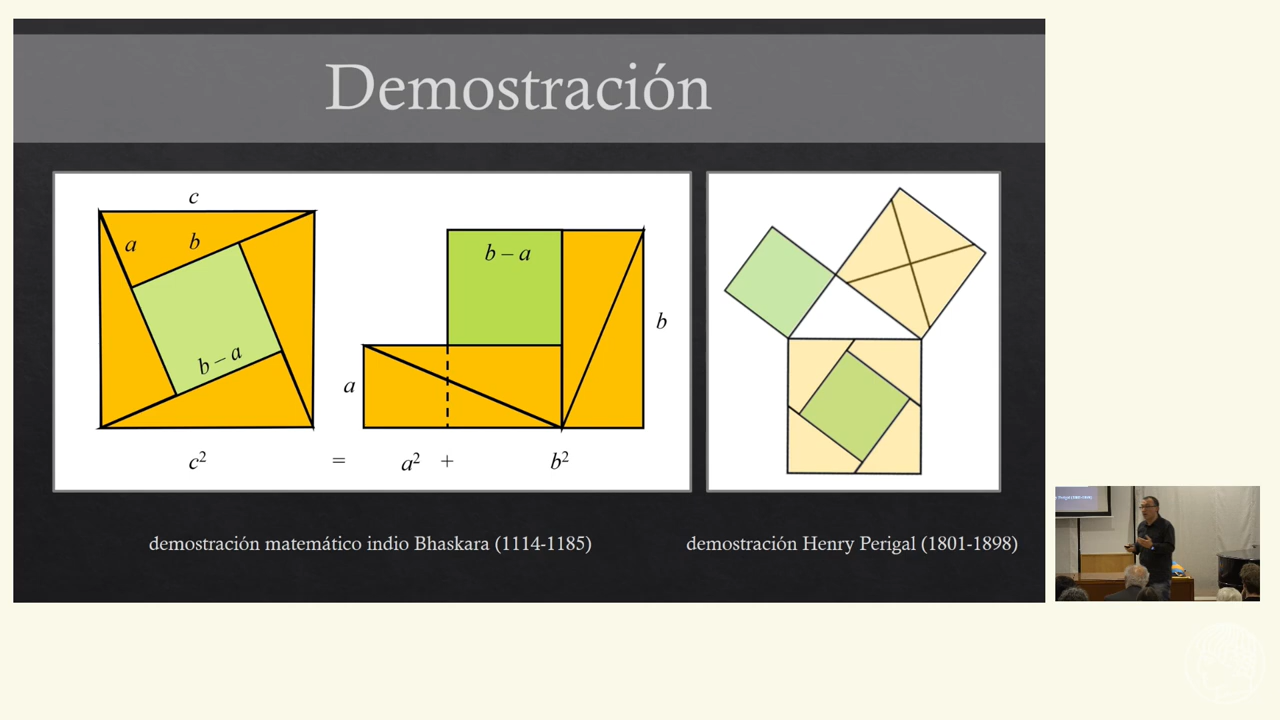 Demostración
c
a
b
b – a
b – a
a
b
c² = a² + b²
demostración matemático indio Bhaskara (1114-1185)
demostración Henry Perigal (1801-1898)